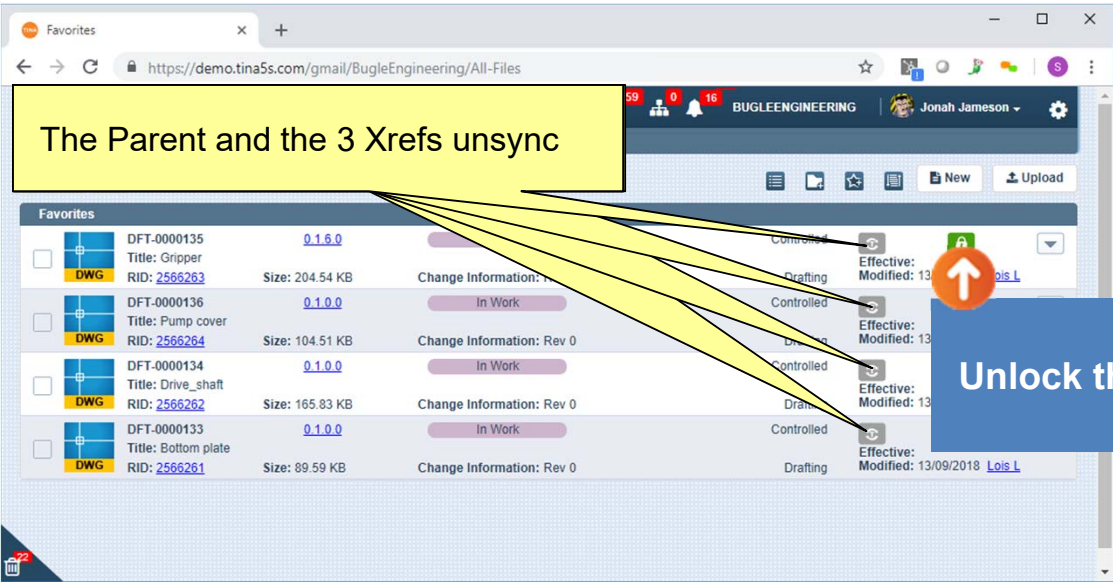 Favorites
https://demo.tina5s.com/gmail/BugleEngineering/All-Files
S
59 0 16 BUGLEENGINEERING Jonah Jameson
The Parent and the 3 Xrefs unsync
New Upload
Favorites
DFT-0000135 0.1.6.0 Controlled
Title: Gripper Effective:
DWG RID: 2566263 Size: 204.54 KB Change Information: Drafting Modified: 13/ Lois L
DFT-0000136 0.1.0.0 In Work Controlled
Title: Pump cover Effective:
DWG RID: 2566264 Size: 104.51 KB Change Information: Rev 0 Drafting Modified: 13
Unlock th
DFT-0000134 0.1.0.0 In Work Controlled
Title: Drive_shaft Effective:
DWG RID: 2566262 Size: 165.83 KB Change Information: Rev 0 Drafting Modified: 13
DFT-0000133 0.1.0.0 In Work Controlled
Title: Bottom plate Effective:
DWG RID: 2566261 Size: 89.59 KB Change Information: Rev 0 Drafting Modified: 13/09/2018 Lois L
22